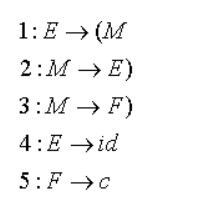 1 : E → (M
2 : M → E)
3 : M → F)
4 : E → id
5 : F → c